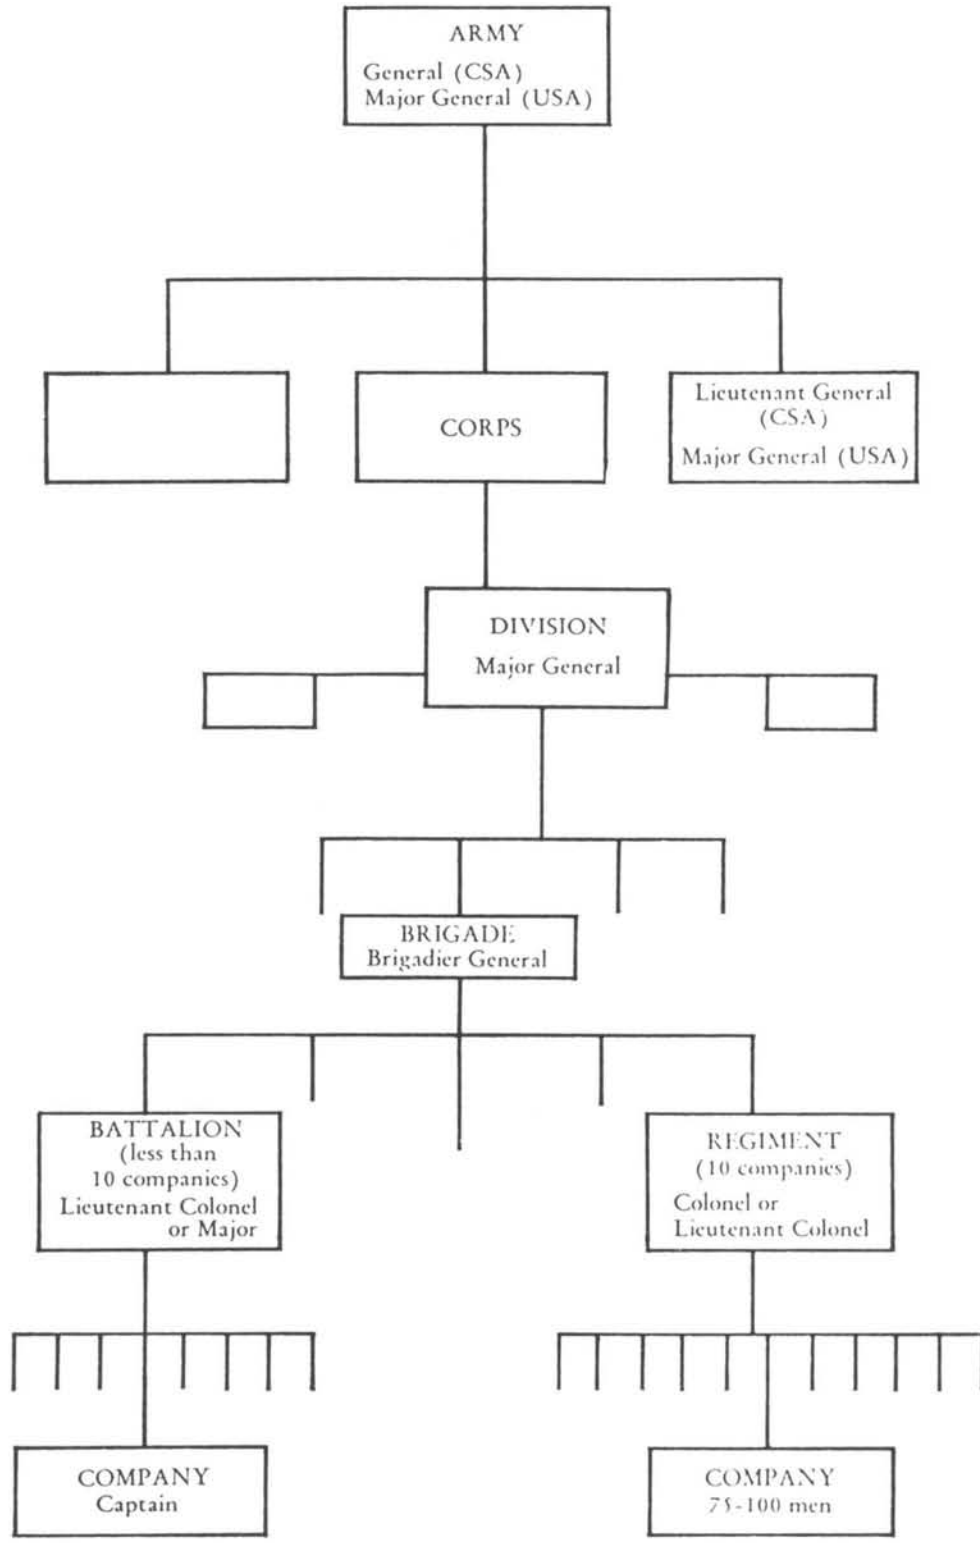 ARMY
General (CSA)
Major General (USA)
CORPS
Lieutenant General
(CSA)
Major General (USA)
DIVISION
Major General
BRIGADE
Brigadier General
BATTALION
(less than
10 companies)
Lieutenant Colonel
or Major
REGIMENT
(10 companies)
Colonel or
Lieutenant Colonel
COMPANY
Captain
COMPANY
75-100 men